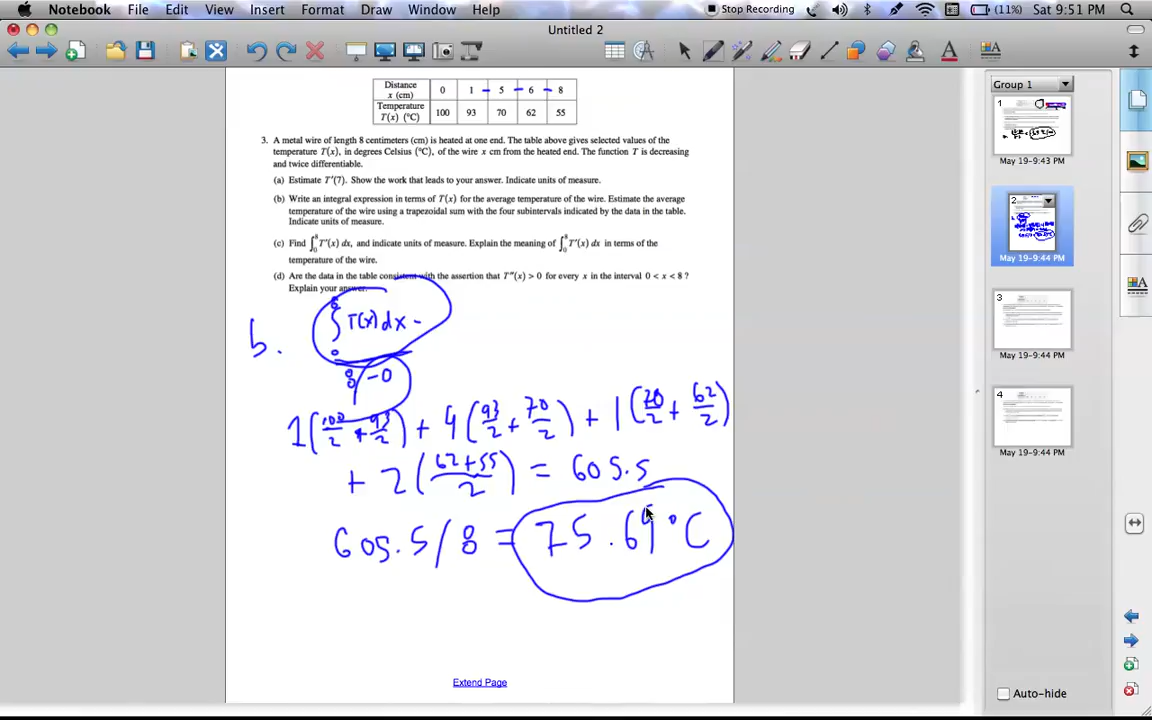 Notebook File Edit View Insert Format Draw Window Help Stop Recording (11%) Sat 9:51 PM
Untitled 2
Distance x (cm) 0 1 5 6 8
Temperature T(x) (°C) 100 93 70 62 55
3. A metal wire of length 8 centimeters (cm) is heated at one end. The table above gives selected values of the
temperature T(x), in degrees Celsius (°C), of the wire x cm from the heated end. The function T is decreasing
and twice differentiable.
(a) Estimate T′(7). Show the work that leads to your answer. Indicate units of measure.
(b) Write an integral expression in terms of T(x) for the average temperature of the wire. Estimate the average
temperature of the wire using a trapezoidal sum with the four subintervals indicated by the data in the table.
Indicate units of measure.
(c) Find ∫₀⁸ T′(x) dx, and indicate units of measure. Explain the meaning of ∫₀⁸ T′(x) dx in terms of the
temperature of the wire.
(d) Are the data in the table consistent with the assertion that T″(x) > 0 for every x in the interval 0 < x < 8 ?
Explain your answer.
b. ∫₀⁸ T(x) dx
8 - 0
1(100/2 + 93/2) + 4(93/2 + 70/2) + 1(70/2 + 62/2)
+ 2((62+55)/2) = 605.5
605.5/8 = 75.69°C
Extend Page
Group 1
1
May 19-9:43 PM
2
May 19-9:44 PM
3
May 19-9:44 PM
4
May 19-9:44 PM
Auto-hide